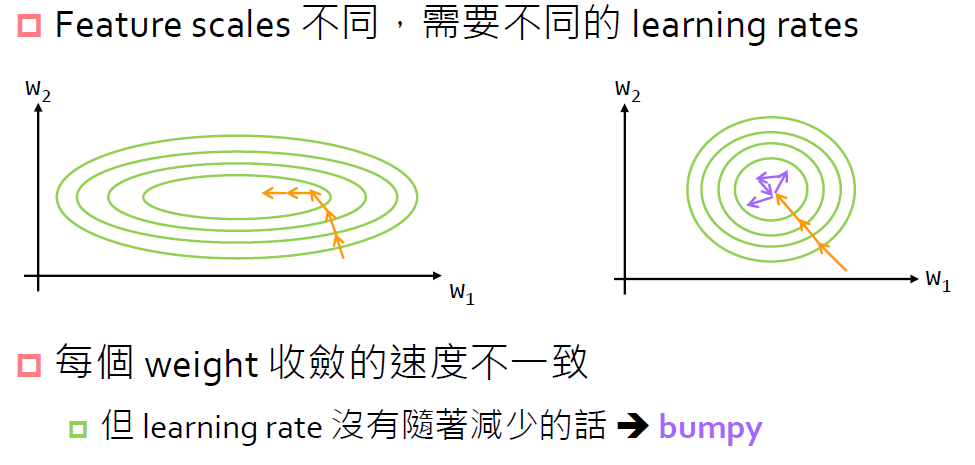 Feature scales 不同，需要不同的 learning rates
W2
W2
W1
W1
每個 weight 收斂的速度不一致
但 learning rate 沒有隨著減少的話 ➔ bumpy